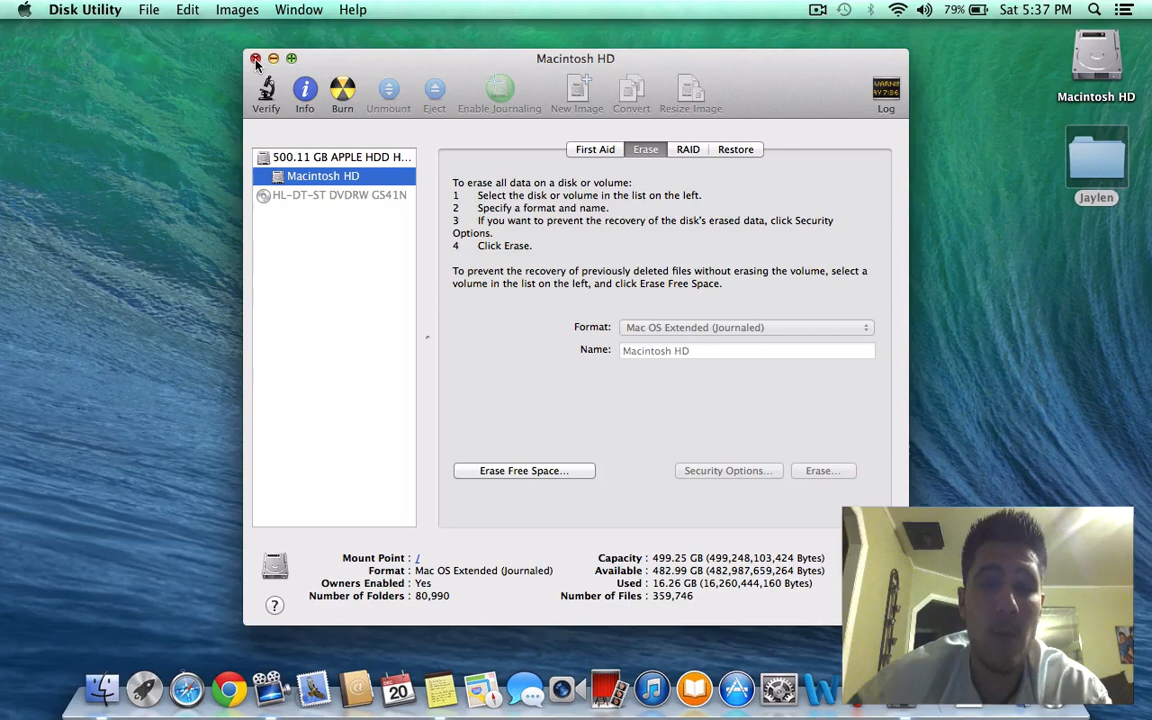 Disk Utility File Edit Images Window Help 79% Sat 5:37 PM
Macintosh HD
Verify Info Burn Unmount Eject Enable Journaling New Image Convert Resize Image Log
Macintosh HD
500.11 GB APPLE HDD H...
Macintosh HD
HL-DT-ST DVDRW GS41N
Jaylen
First Aid Erase RAID Restore
To erase all data on a disk or volume:
1 Select the disk or volume in the list on the left.
2 Specify a format and name.
3 If you want to prevent the recovery of the disk's erased data, click Security
Options.
4 Click Erase.
To prevent the recovery of previously deleted files without erasing the volume, select a
volume in the list on the left, and click Erase Free Space.
Format: Mac OS Extended (Journaled)
Name: Macintosh HD
Erase Free Space... Security Options... Erase...
Mount Point : /
Format : Mac OS Extended (Journaled)
Owners Enabled : Yes
Number of Folders : 80,990
Capacity : 499.25 GB (499,248,103,424 Bytes)
Available : 482.99 GB (482,987,659,264 Bytes)
Used : 16.26 GB (16,260,444,160 Bytes)
Number of Files : 359,746
?
20